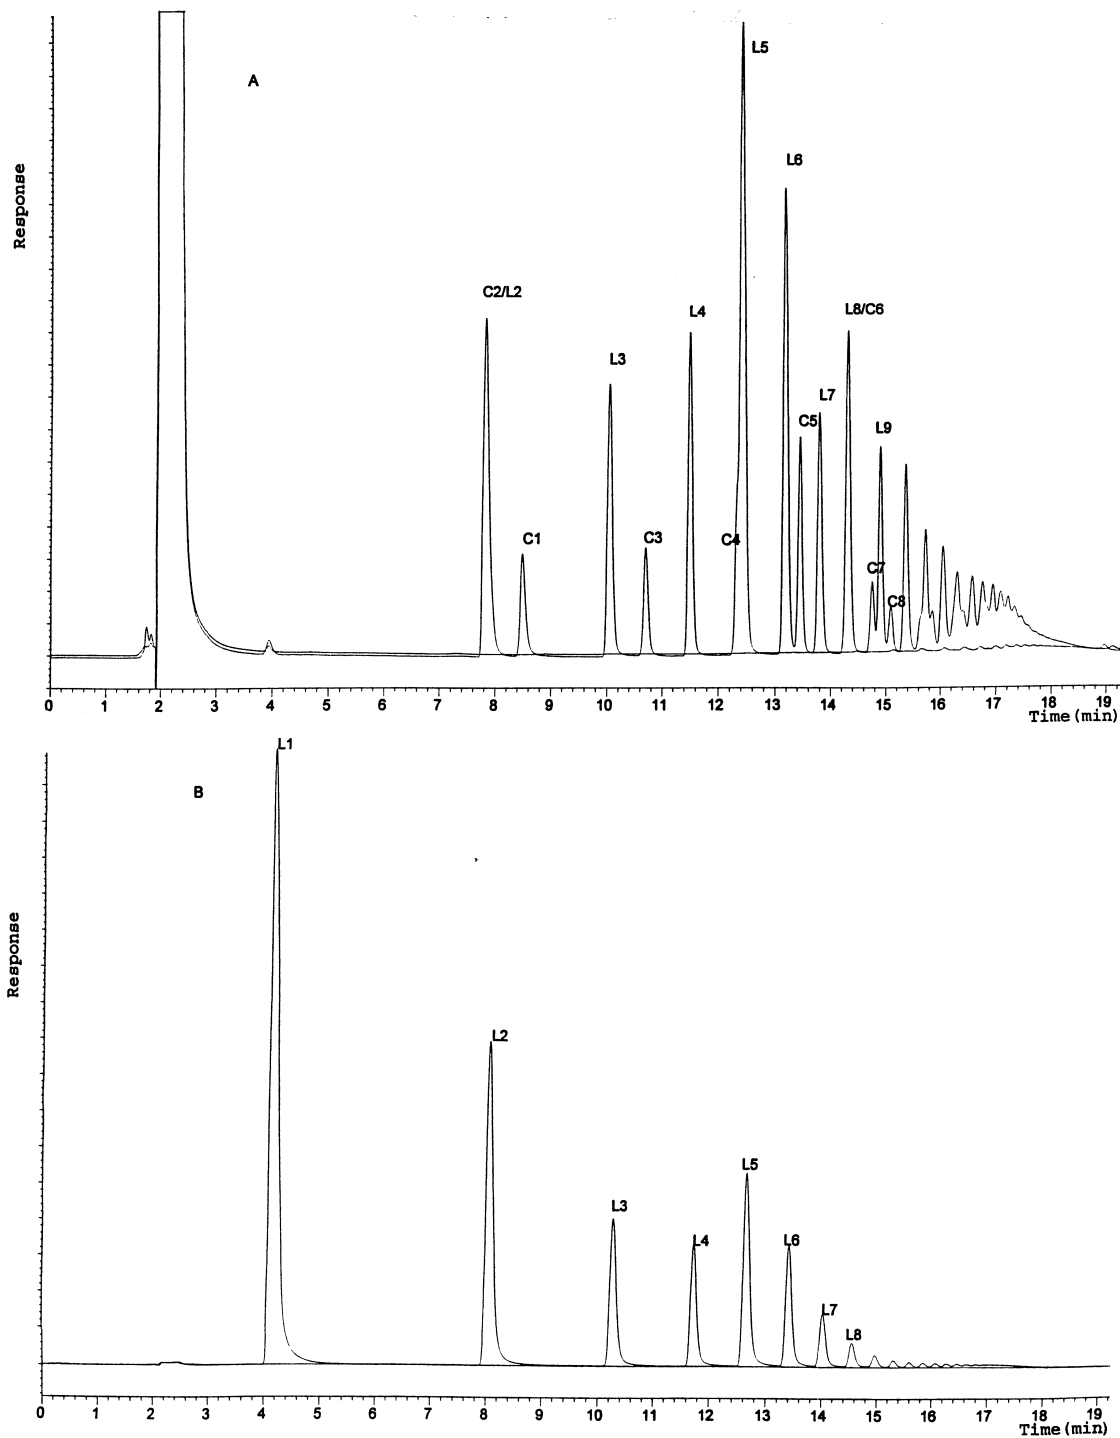 A
L5
L6
C2/L2
L4
L8/C6
L3
L7
C5
L9
C1
C3
C4
C7
C8
Response
0 1 2 3 4 5 6 7 8 9 10 11 12 13 14 15 16 17 18 19
Time (min)
L1
B
L2
L5
L3
L4
L6
L7
L8
Response
0 1 2 3 4 5 6 7 8 9 10 11 12 13 14 15 16 17 18 19
Time (min)